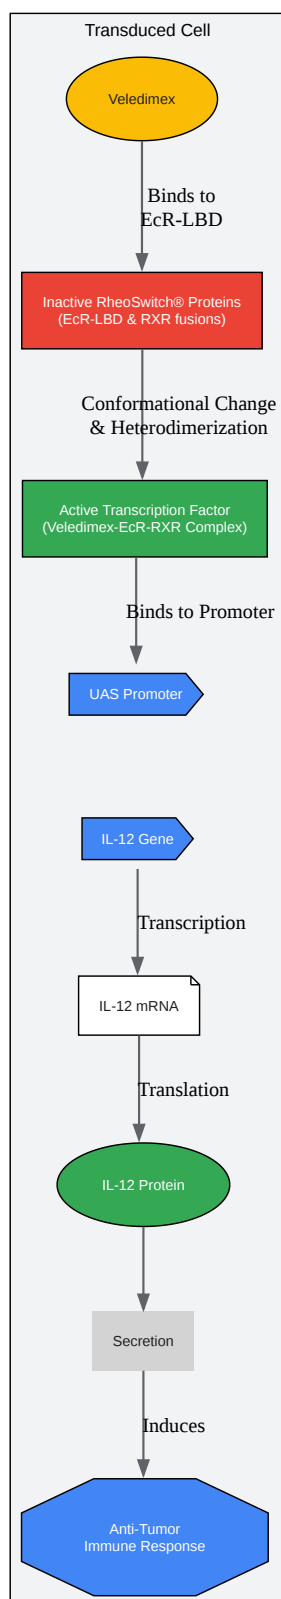 Transduced Cell
Veledimex
Binds to
EcR-LBD
Inactive RheoSwitch® Proteins
(EcR-LBD & RXR fusions)
Conformational Change
& Heterodimerization
Active Transcription Factor
(Veledimex-EcR-RXR Complex)
Binds to Promoter
UAS Promoter
IL-12 Gene
Transcription
IL-12 mRNA
Translation
IL-12 Protein
Secretion
Induces
Anti-Tumor
Immune Response